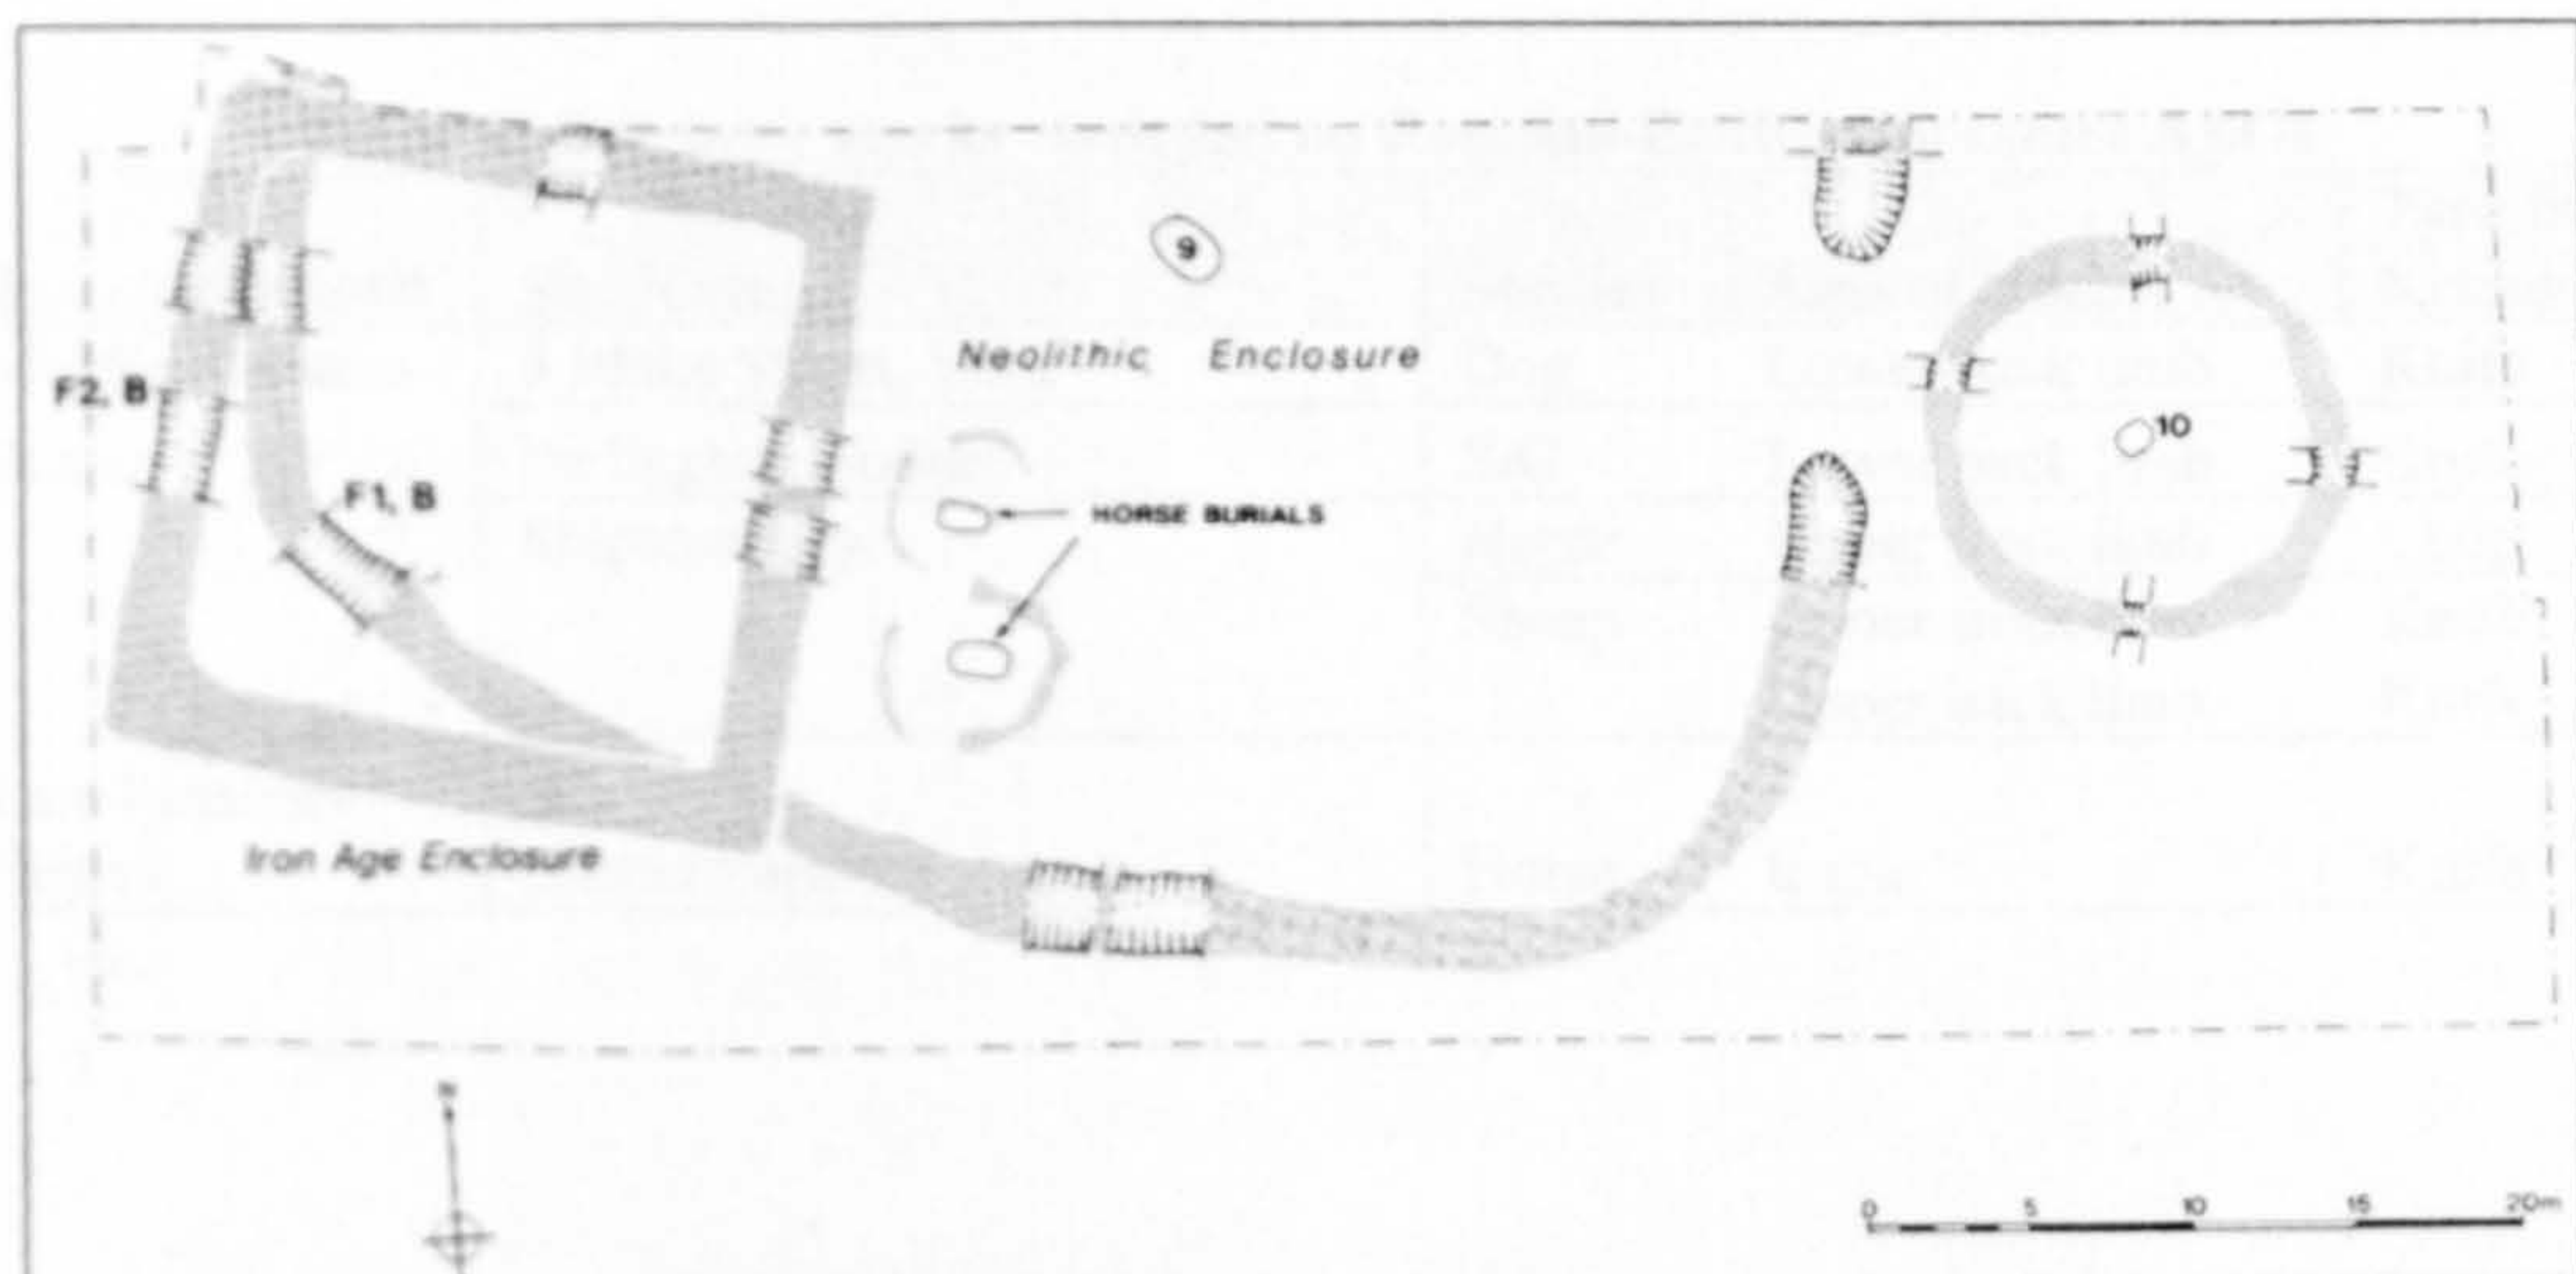 9
Neolithic Enclosure
F2, B
10
F1, B
HORSE BURIALS
Iron Age Enclosure
N
0 5 10 15 20m